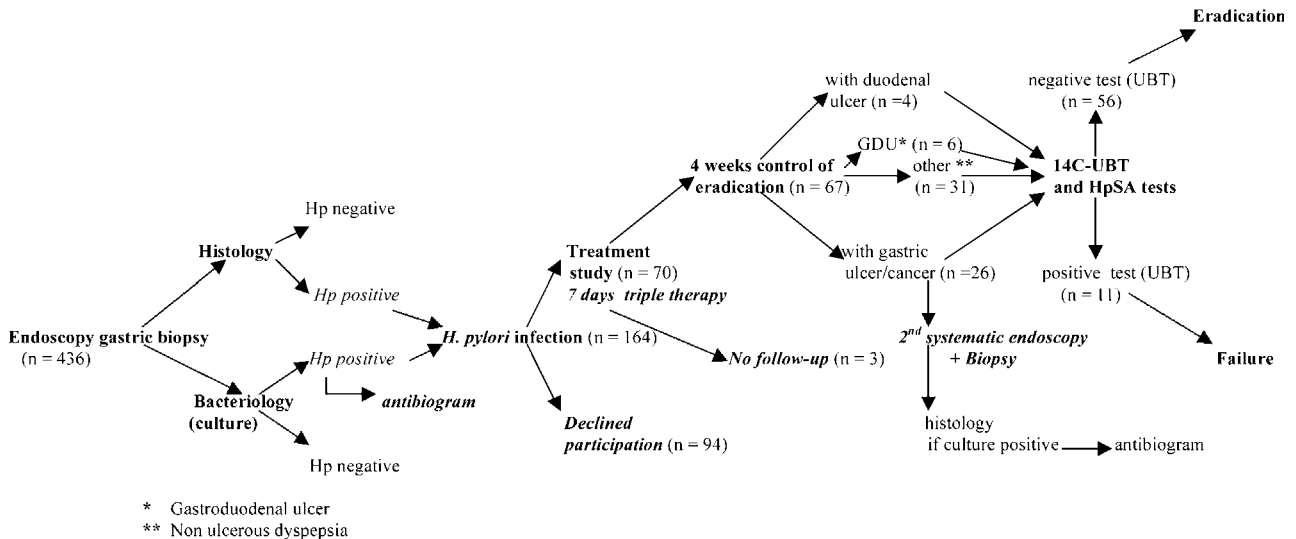 Eradication
with duodenal
ulcer (n =4)
negative test (UBT)
(n = 56)
GDU* (n = 6)
4 weeks control of
eradication (n = 67)
other **
(n = 31)
14C-UBT
and HpSA tests
Hp negative
Histology
Hp positive
Treatment
study (n = 70)
7 days triple therapy
with gastric
ulcer/cancer (n =26)
positive test (UBT)
(n = 11)
Endoscopy gastric biopsy
(n = 436)
H. pylori infection (n = 164)
Hp positive
antibiogram
Bacteriology
(culture)
Hp negative
No follow-up (n = 3)
2nd systematic endoscopy
+ Biopsy
Failure
Declined
participation (n = 94)
histology
if culture positive
antibiogram
* Gastroduodenal ulcer
** Non ulcerous dyspepsia